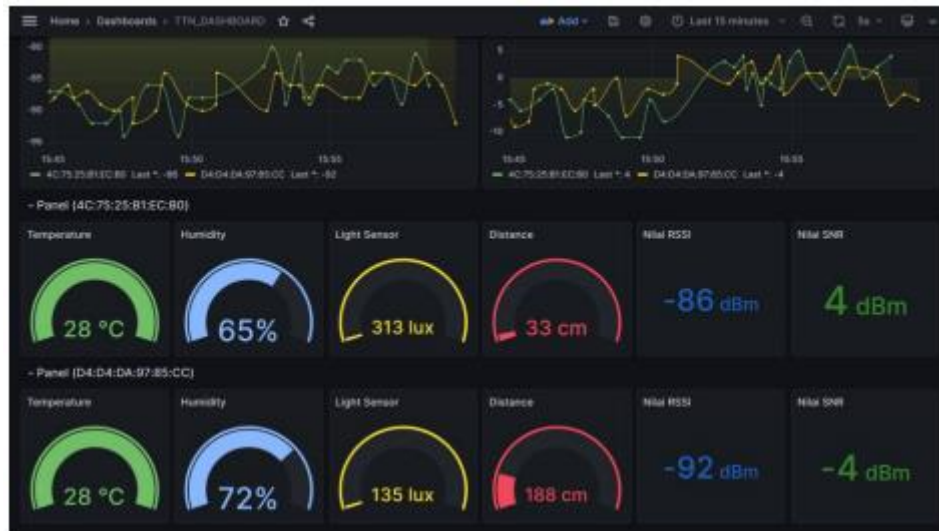 Home › Dashboards › TTN_DASHBOARD
Add
Last 15 minutes
5s
-80
-85
-90
-95
15:45 15:50 15:55
4C:75:25:B1:EC:B0 Last *: -86 D4:D4:DA:97:85:CC Last *: -92
5
0
-5
-10
15:45 15:50 15:55
4C:75:25:B1:EC:B0 Last *: 4 D4:D4:DA:97:85:CC Last *: -4
Panel (4C:75:25:B1:EC:B0)
Temperature Humidity Light Sensor Distance Nilai RSSI Nilai SNR
28 °C 65% 313 lux 33 cm -86 dBm 4 dBm
Panel (D4:D4:DA:97:85:CC)
Temperature Humidity Light Sensor Distance Nilai RSSI Nilai SNR
28 °C 72% 135 lux 188 cm -92 dBm -4 dBm